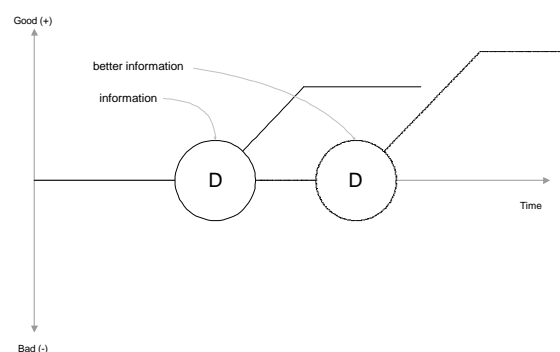 Good (+)
better information
information
D
D
Time
Bad (-)